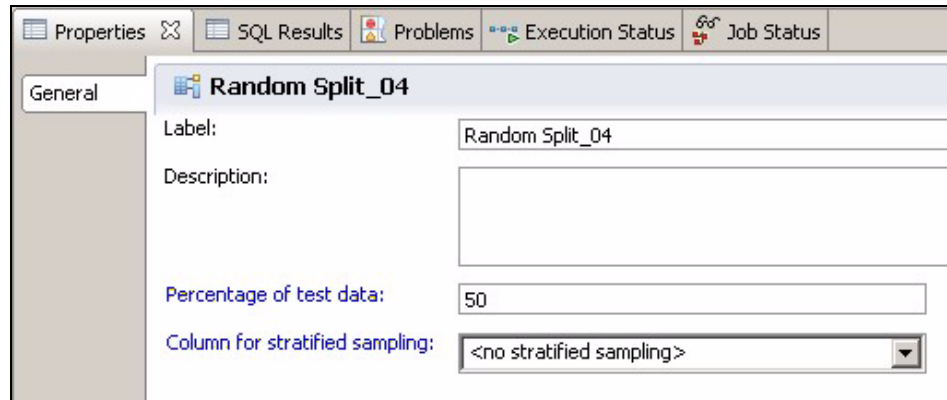 Properties SQL Results Problems Execution Status Job Status
General
Random Split_04
Label: Random Split_04
Description:
Percentage of test data: 50
Column for stratified sampling: <no stratified sampling>